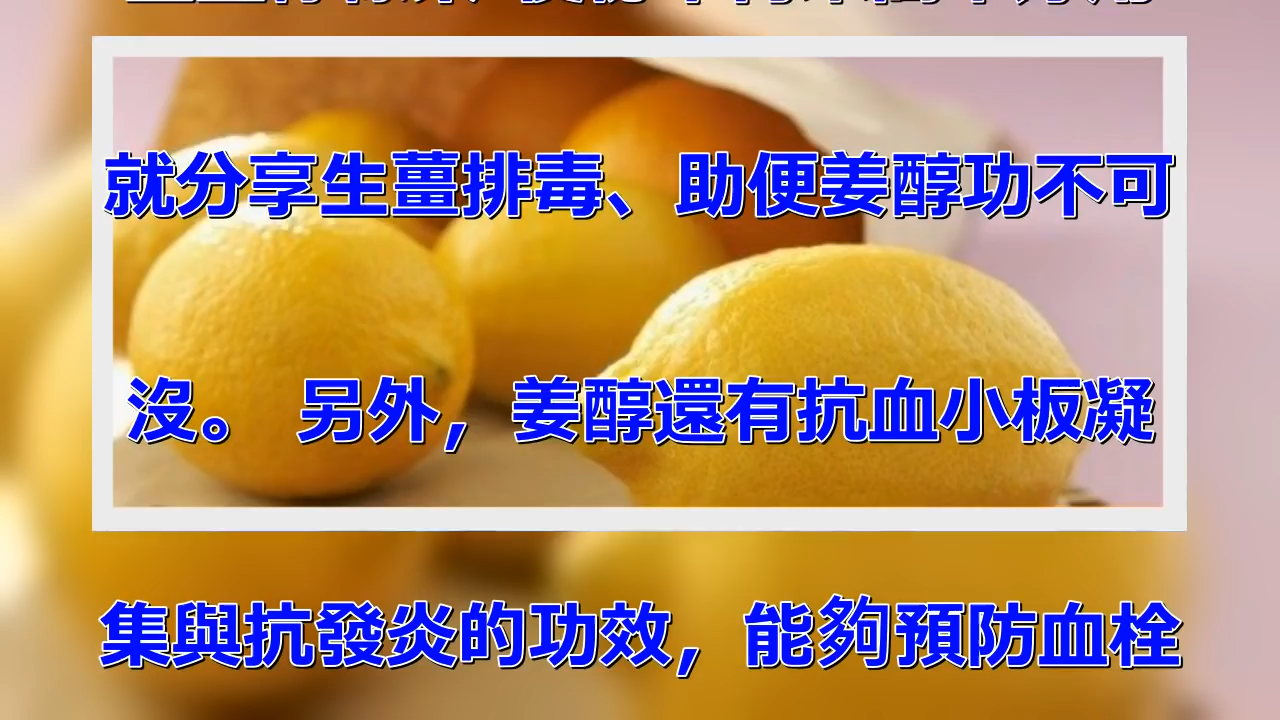 就分享生薑排毒、助便姜醇功不可
沒。 另外，姜醇還有抗血小板凝
集與抗發炎的功效，能夠預防血栓